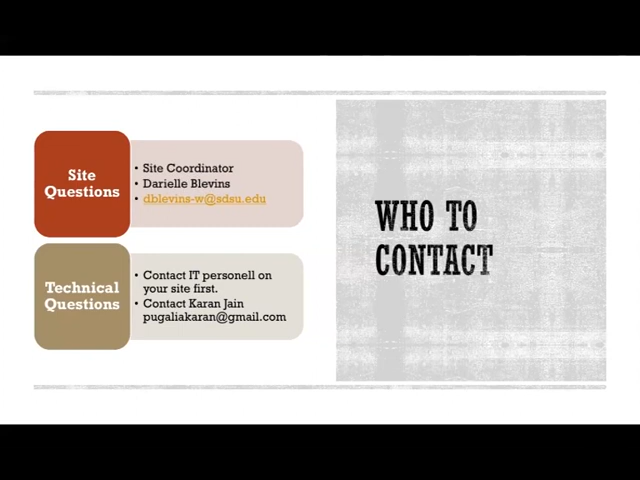 Site
Questions
Site Coordinator
Darielle Blevins
dblevins-w@sdsu.edu
Technical
Questions
Contact IT personell on
your site first.
Contact Karan Jain
pugaliakaran@gmail.com
WHO TO
CONTACT